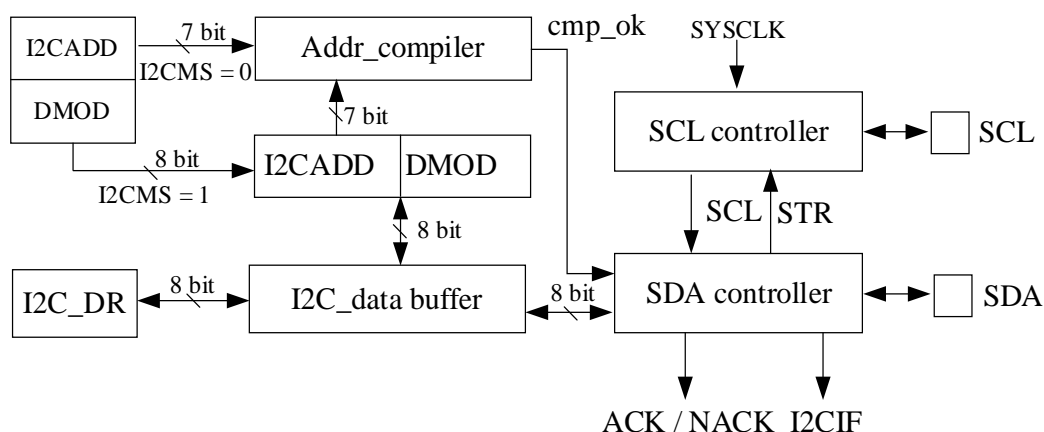 I2CADD
7 bit
I2CMS = 0
Addr_compiler
cmp_ok
SYSCLK
DMOD
7 bit
SCL controller
SCL
8 bit
I2CMS = 1
I2CADD
DMOD
SCL
STR
8 bit
I2C_DR
8 bit
I2C_data buffer
8 bit
SDA controller
SDA
ACK / NACK
I2CIF